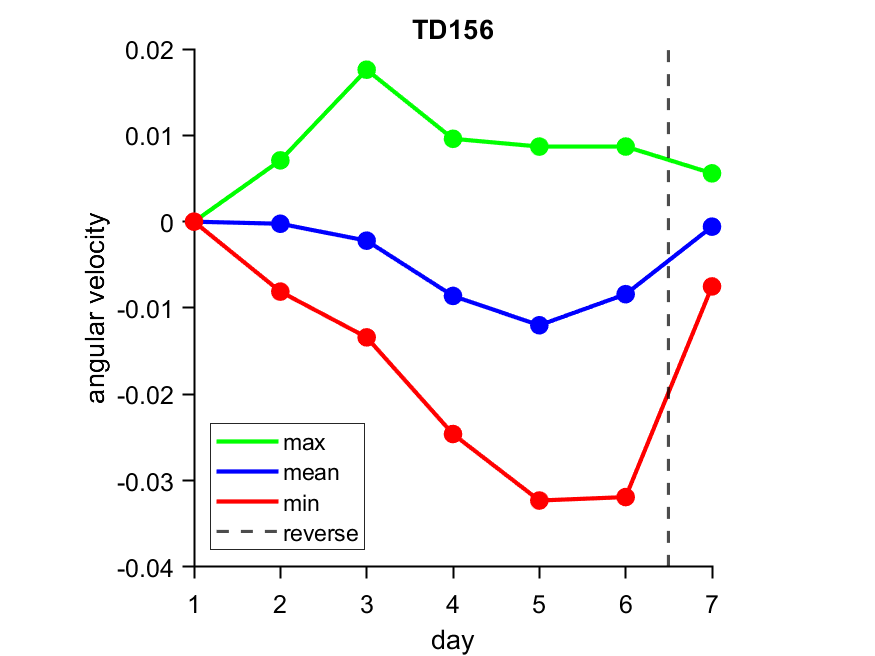 TD156
0.02
0.01
0
-0.01
-0.02
-0.03
-0.04
angular velocity
max
mean
min
reverse
1 2 3 4 5 6 7
day